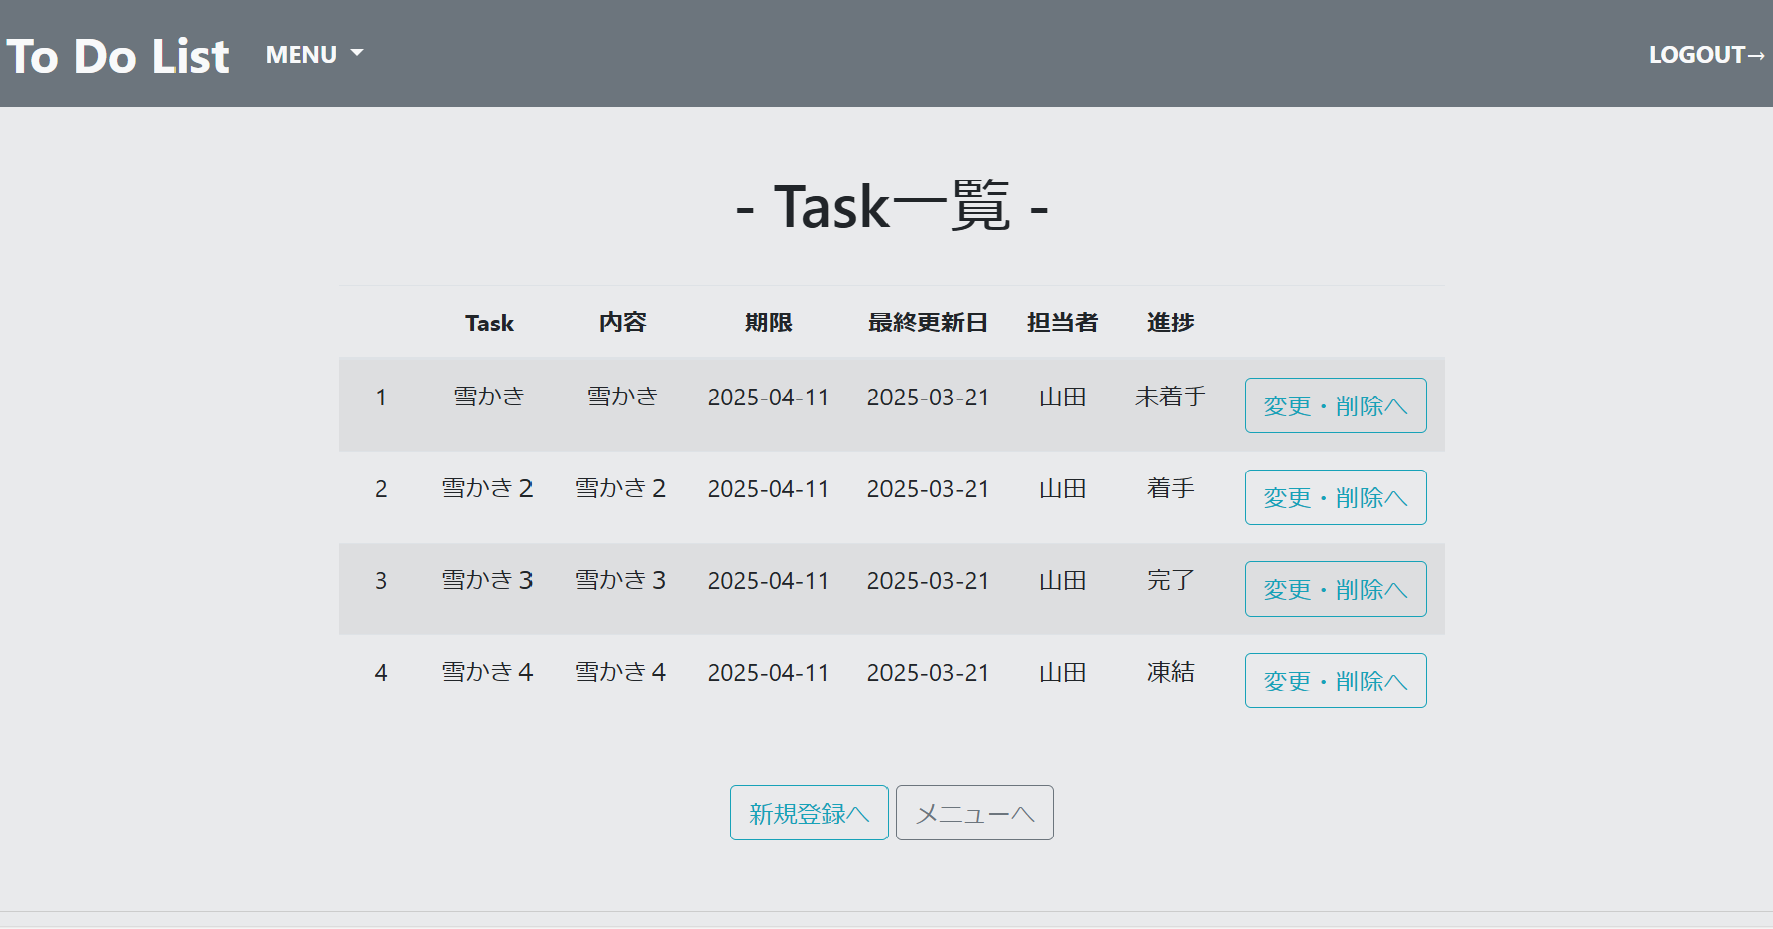 To Do List MENU LOGOUT→
- Task一覧 -
Task 内容 期限 最終更新日 担当者 進捗
1 雪かき 雪かき 2025-04-11 2025-03-21 山田 未着手 変更・削除へ
2 雪かき２ 雪かき２ 2025-04-11 2025-03-21 山田 着手 変更・削除へ
3 雪かき３ 雪かき３ 2025-04-11 2025-03-21 山田 完了 変更・削除へ
4 雪かき４ 雪かき４ 2025-04-11 2025-03-21 山田 凍結 変更・削除へ
新規登録へ メニューへ